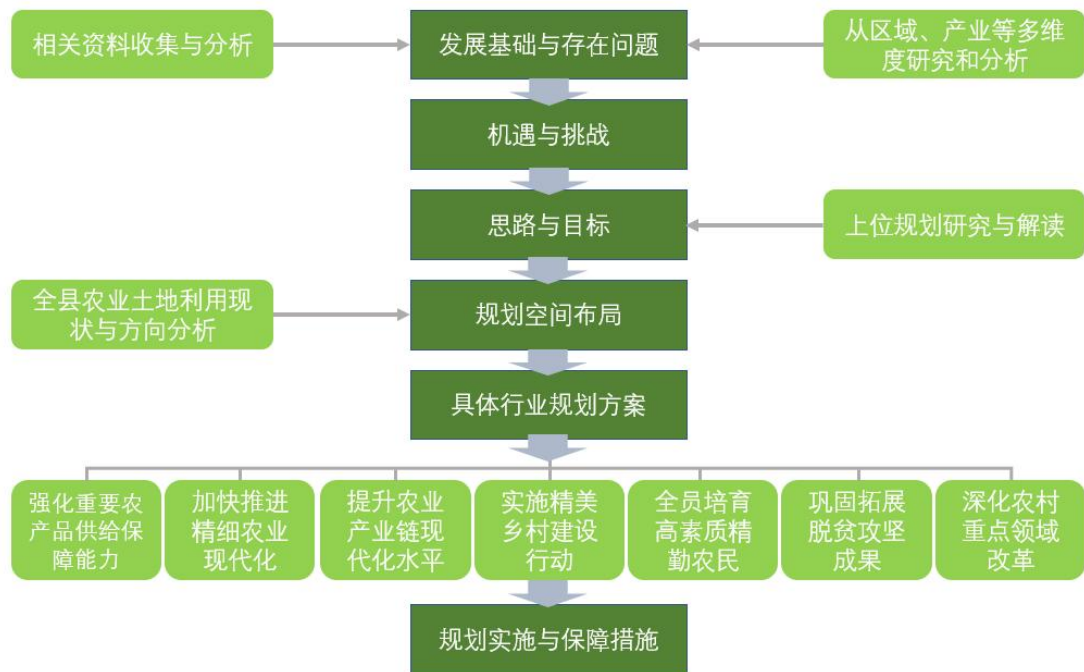 相关资料收集与分析
发展基础与存在问题
从区域、产业等多维
度研究和分析
机遇与挑战
思路与目标
上位规划研究与解读
全县农业土地利用现
状与方向分析
规划空间布局
具体行业规划方案
强化重要农
产品供给保
障能力
加快推进
精细农业
现代化
提升农业
产业链现
代化水平
实施精美
乡村建设
行动
全员培育
高素质精
勤农民
巩固拓展
脱贫攻坚
成果
深化农村
重点领域
改革
规划实施与保障措施